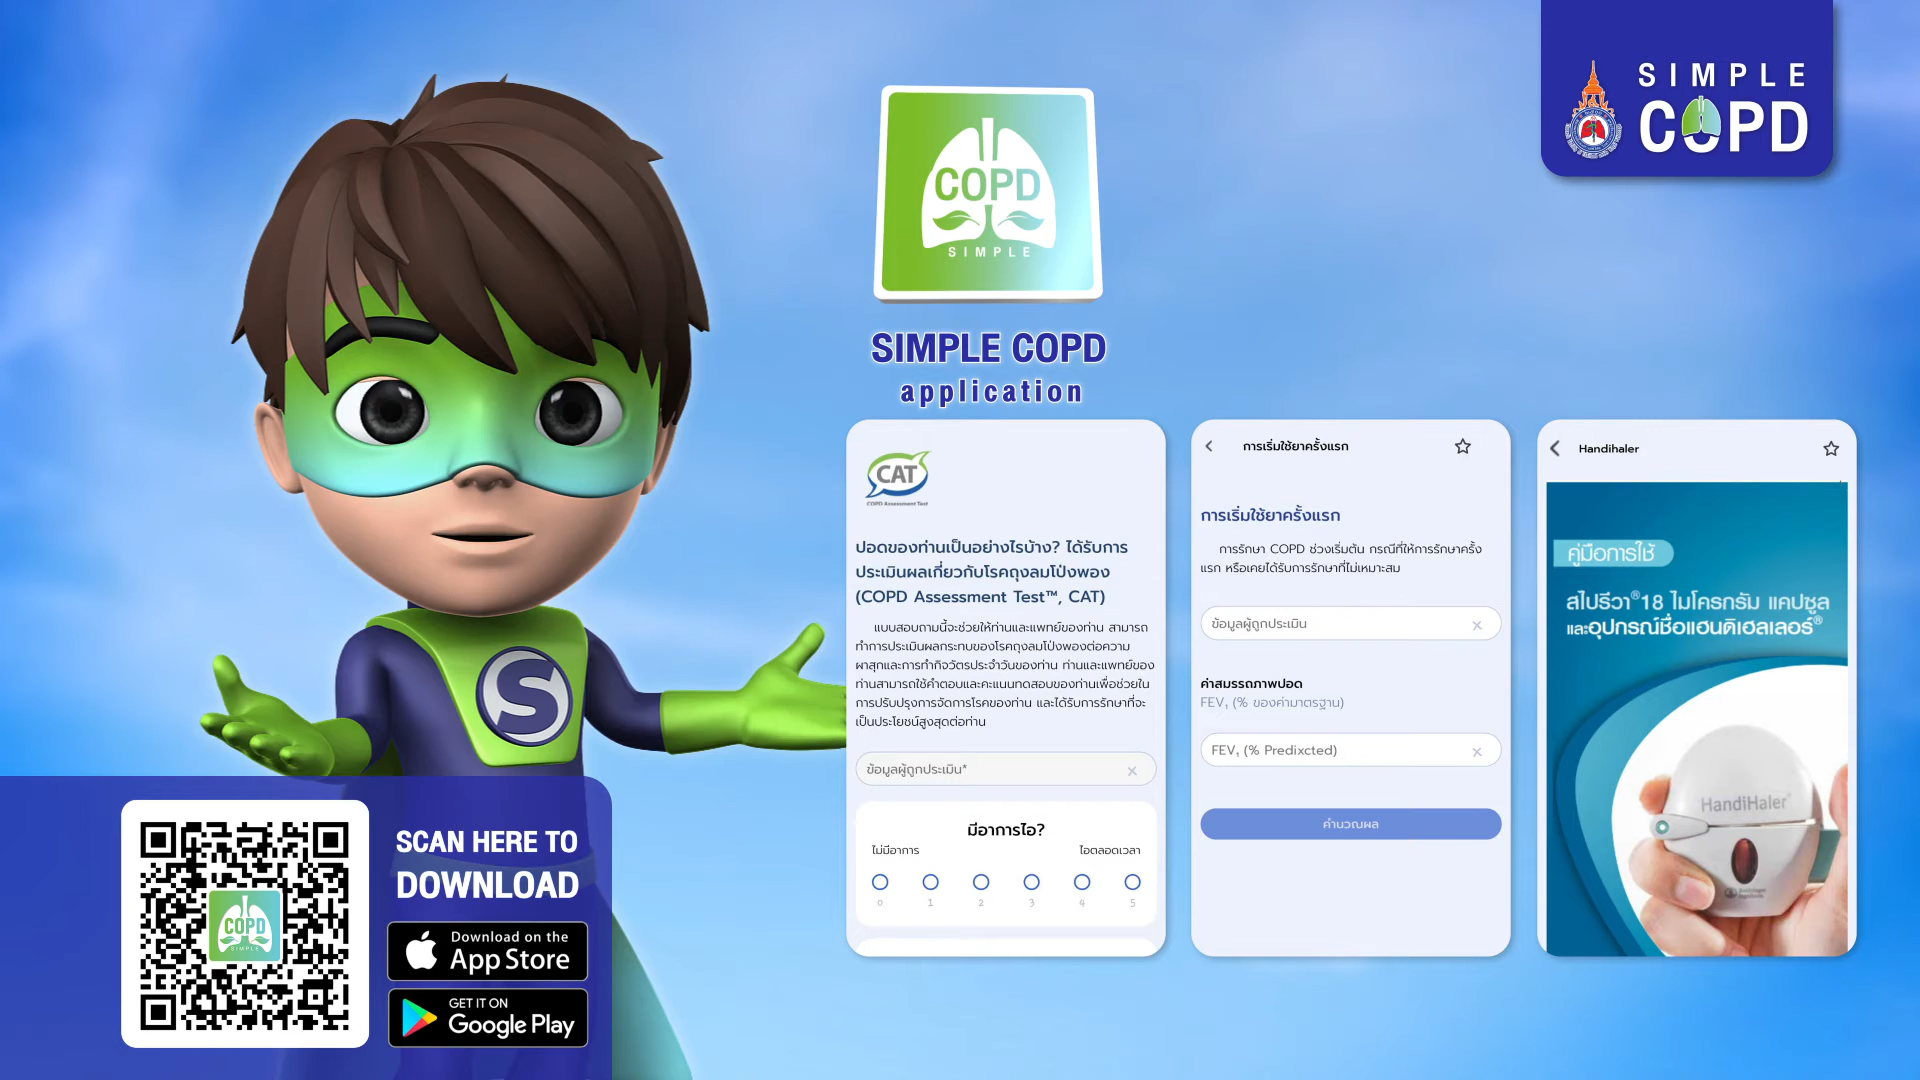 SIMPLE
COPD
COPD
SIMPLE
SIMPLE COPD
application
CAT
COPD Assessment Test
ปอดของท่านเป็นอย่างไรบ้าง? ได้รับการ
ประเมินผลเกี่ยวกับโรคถุงลมโป่งพอง
(COPD Assessment Test™, CAT)
แบบสอบถามนี้จะช่วยให้ท่านและแพทย์ของท่าน สามารถ
ทำการประเมินผลกระทบของโรคถุงลมโป่งพองต่อความ
ผาสุกและการทำกิจวัตรประจำวันของท่าน ท่านและแพทย์ของ
ท่านสามารถใช้คำตอบและคะแนนทดสอบของท่านเพื่อช่วยใน
การปรับปรุงการจัดการโรคของท่าน และได้รับการรักษาที่จะ
เป็นประโยชน์สูงสุดต่อท่าน
ข้อมูลผู้ถูกประเมิน*
มีอาการไอ?
ไม่มีอาการ ไอตลอดเวลา
0 1 2 3 4 5
การเริ่มใช้ยาครั้งแรก
การเริ่มใช้ยาครั้งแรก
การรักษา COPD ช่วงเริ่มต้น กรณีที่ให้การรักษาครั้ง
แรก หรือเคยได้รับการรักษาที่ไม่เหมาะสม
ข้อมูลผู้ถูกประเมิน
ค่าสมรรถภาพปอด
FEV₁ (% ของค่ามาตรฐาน)
FEV₁ (% Predixcted)
คำนวณผล
Handihaler
คู่มือการใช้
สไปรีวา®18 ไมโครกรัม แคปซูล
และอุปกรณ์ชื่อแฮนดิเฮลเลอร์®
HandiHaler®
S
COPD
SIMPLE
SCAN HERE TO
DOWNLOAD
Download on the
App Store
GET IT ON
Google Play